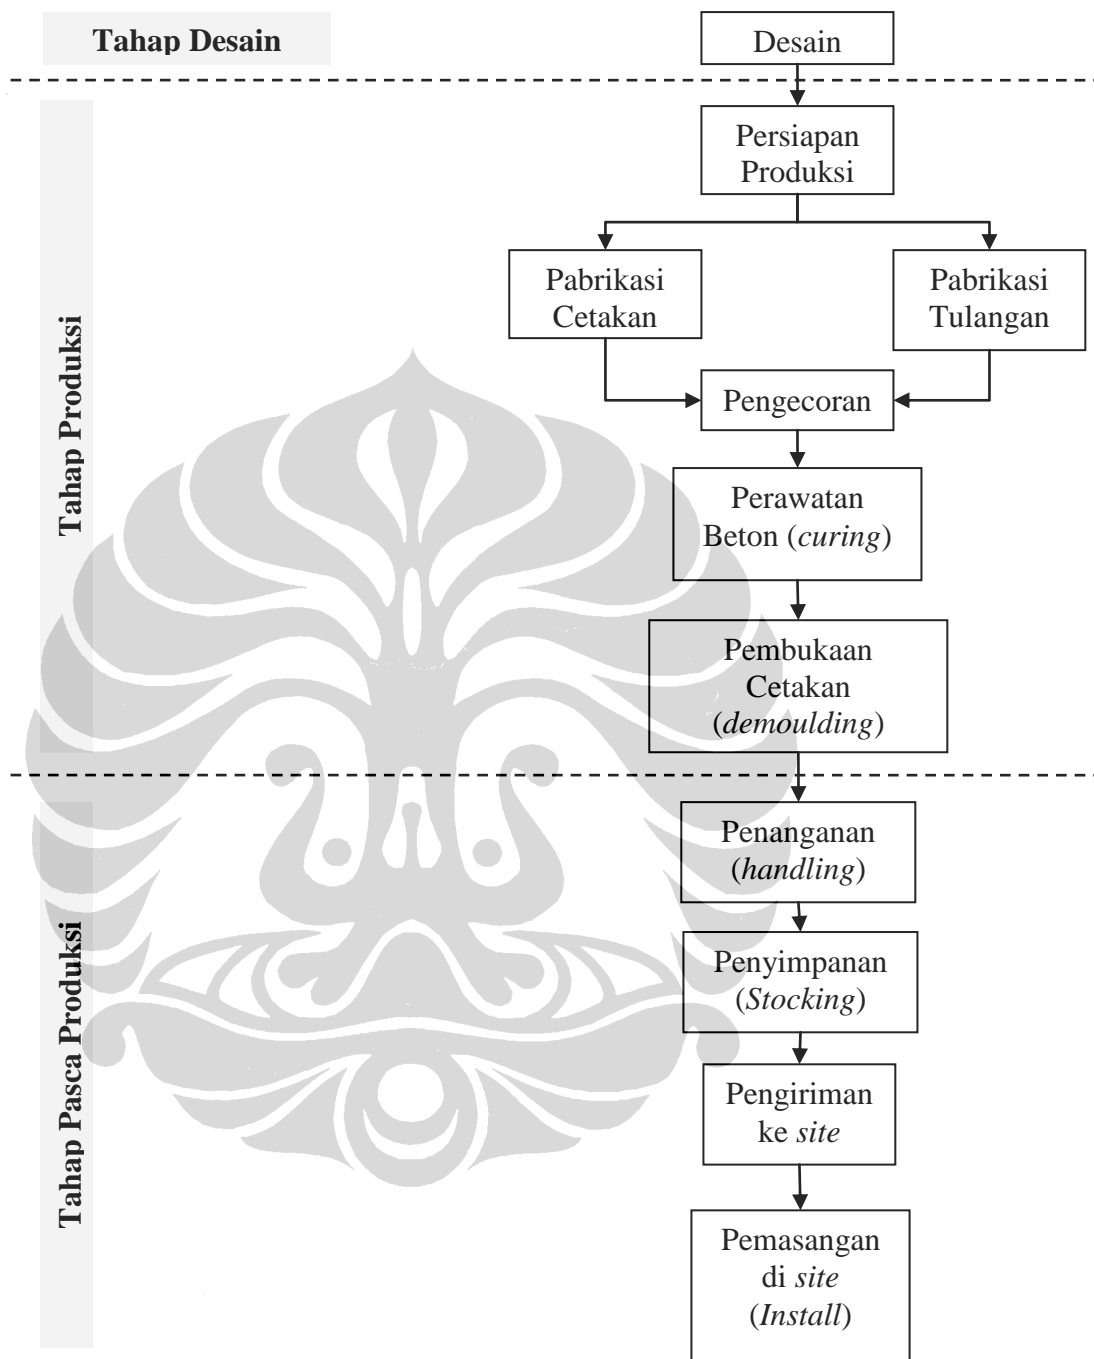 Tahap Desain
Desain
Tahap Produksi
Persiapan
Produksi
Pabrikasi
Cetakan
Pabrikasi
Tulangan
Pengecoran
Perawatan
Beton (curing)
Pembukaan
Cetakan
(demoulding)
Tahap Pasca Produksi
Penanganan
(handling)
Penyimpanan
(Stocking)
Pengiriman
ke site
Pemasangan
di site
(Install)